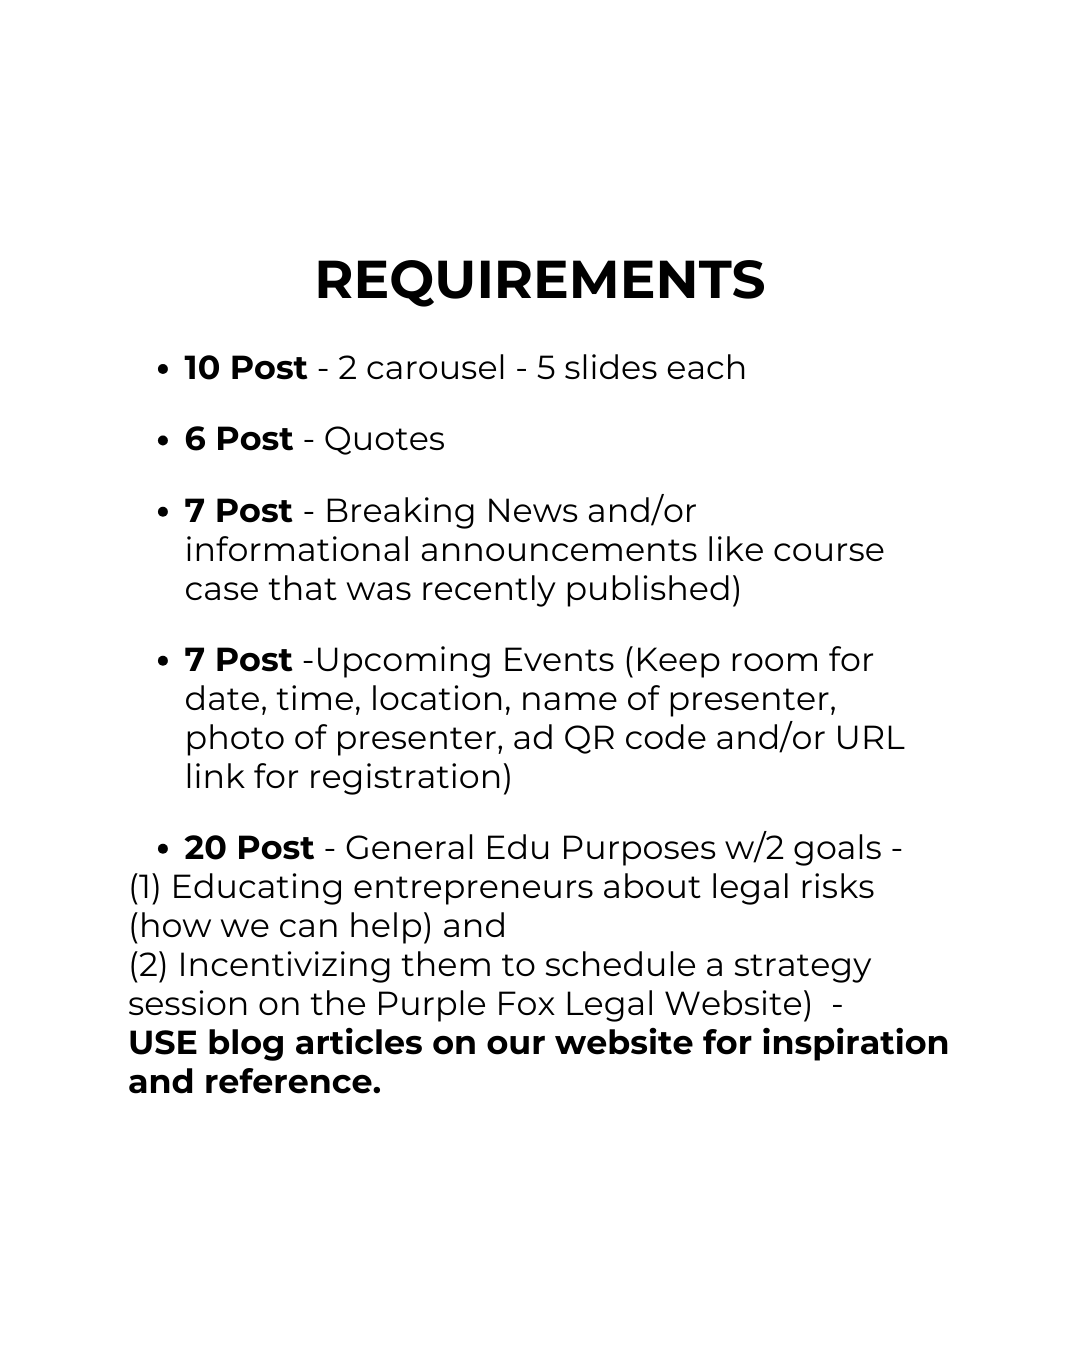 REQUIREMENTS
• 10 Post - 2 carousel - 5 slides each
• 6 Post - Quotes
• 7 Post - Breaking News and/or
informational announcements like course
case that was recently published)
• 7 Post -Upcoming Events (Keep room for
date, time, location, name of presenter,
photo of presenter, ad QR code and/or URL
link for registration)
• 20 Post - General Edu Purposes w/2 goals -
(1) Educating entrepreneurs about legal risks
(how we can help) and
(2) Incentivizing them to schedule a strategy
session on the Purple Fox Legal Website)  -
USE blog articles on our website for inspiration
and reference.